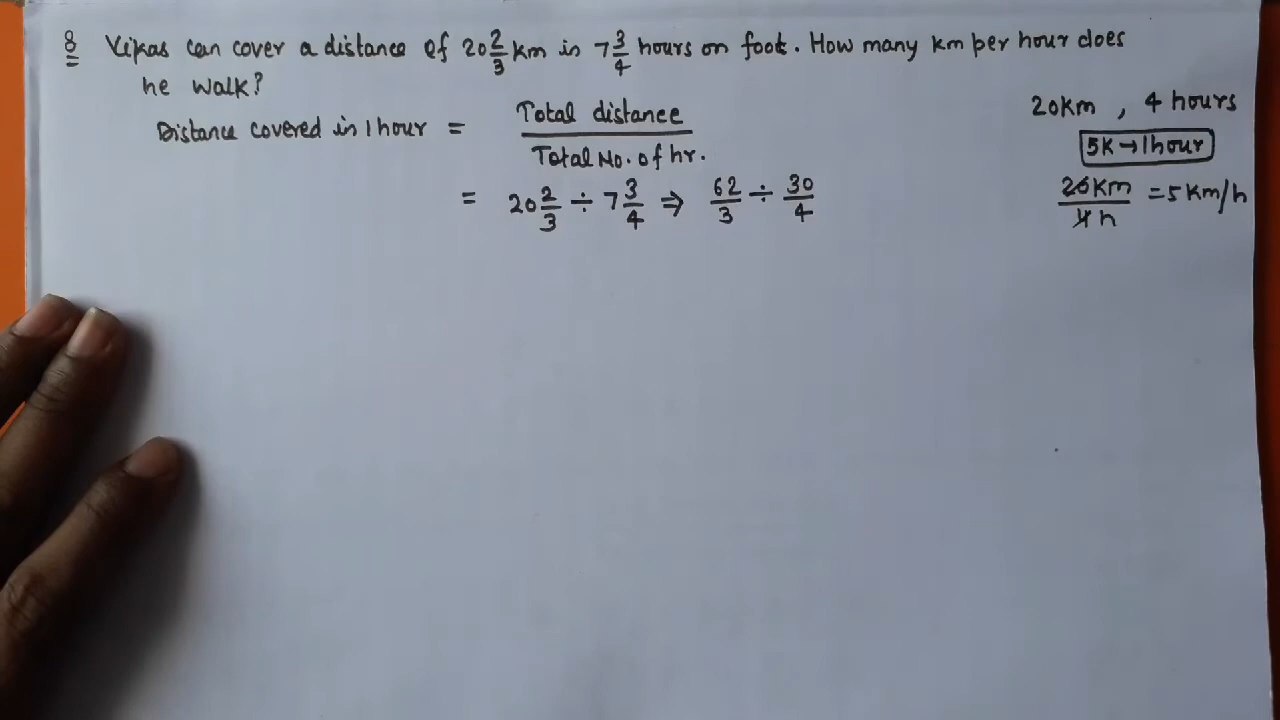 8 Vikas can cover a distance of 20 2/3 km in 7 3/4 hours on foot. How many km per hour does
he walk?
Distance covered in 1 hour = Total distance / Total No. of hr.
= 20 2/3 ÷ 7 3/4 ⇒ 62/3 ÷ 30/4
20km , 4 hours
5K→1hour
20km / 4h = 5 km/h